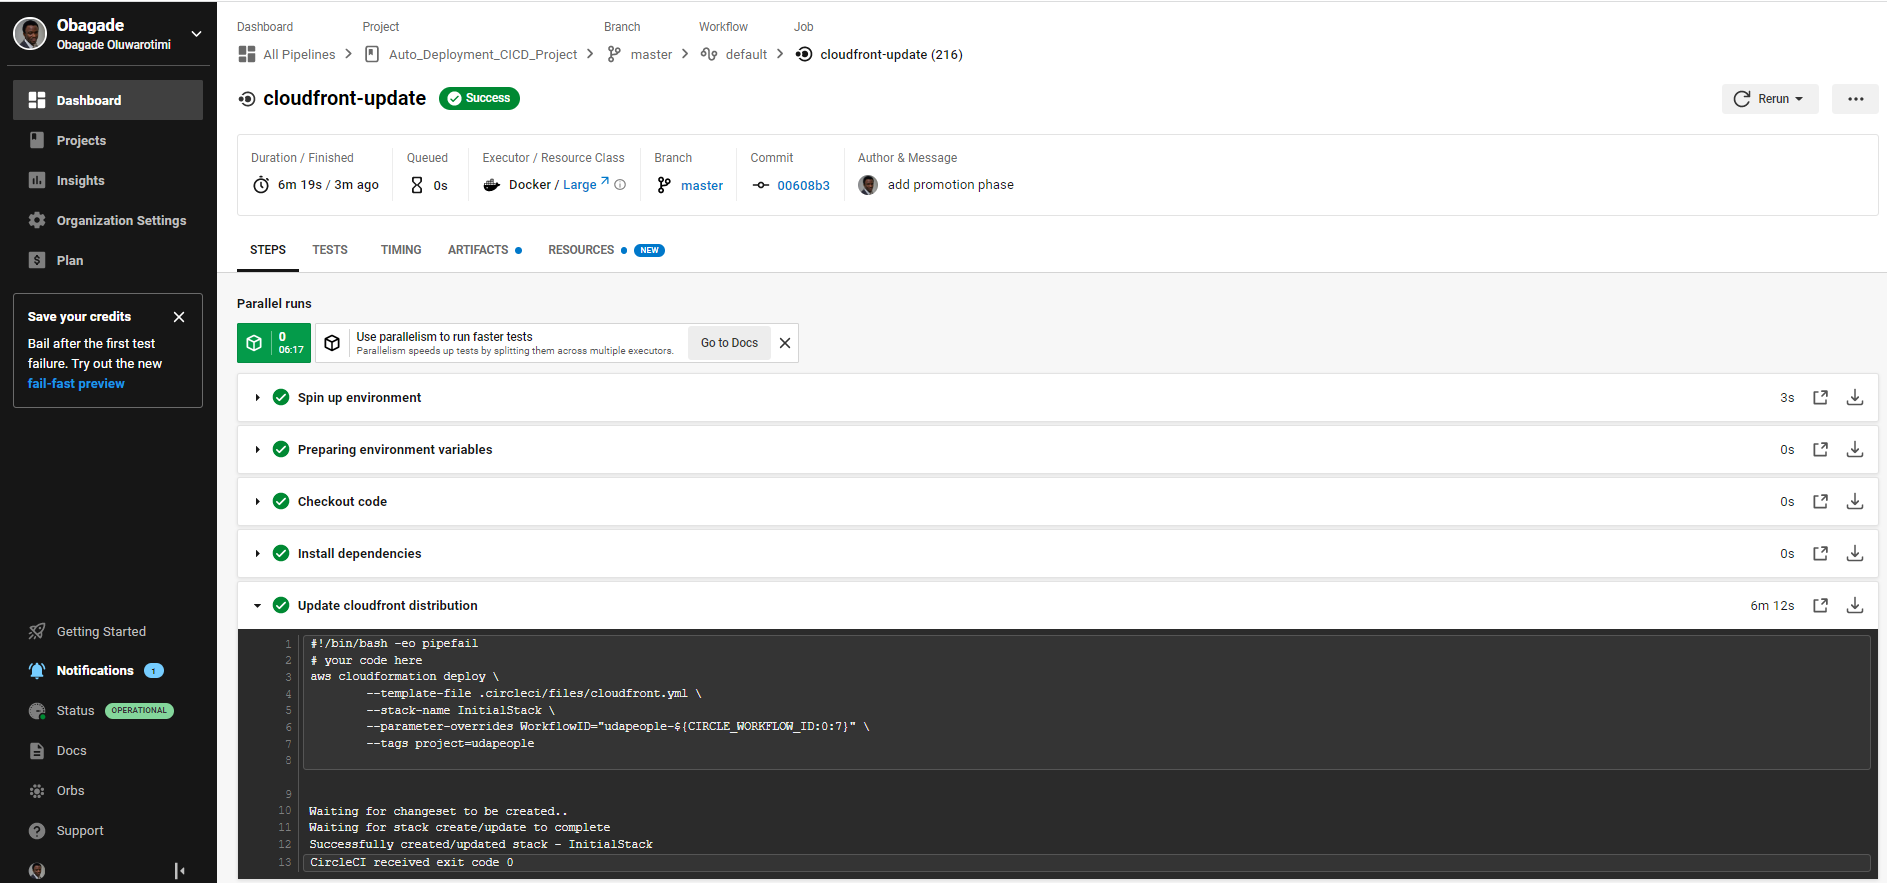 Obagade
Obagade Oluwarotimi
Dashboard
Projects
Insights
Organization Settings
Plan
Save your credits
Bail after the first test
failure. Try out the new
fail-fast preview
Getting Started
Notifications 1
Status OPERATIONAL
Docs
Orbs
Support
Dashboard Project Branch Workflow Job
All Pipelines Auto_Deployment_CICD_Project master default cloudfront-update (216)
cloudfront-update Success
Rerun
Duration / Finished Queued Executor / Resource Class Branch Commit Author & Message
6m 19s / 3m ago 0s Docker / Large master 00608b3 add promotion phase
STEPS TESTS TIMING ARTIFACTS RESOURCES NEW
Parallel runs
0
06:17
Use parallelism to run faster tests
Parallelism speeds up tests by splitting them across multiple executors.
Go to Docs
Spin up environment 3s
Preparing environment variables 0s
Checkout code 0s
Install dependencies 0s
Update cloudfront distribution 6m 12s
1 #!/bin/bash -eo pipefail
2 # your code here
3 aws cloudformation deploy \
4 --template-file .circleci/files/cloudfront.yml \
5 --stack-name InitialStack \
6 --parameter-overrides WorkflowID="udapeople-${CIRCLE_WORKFLOW_ID:0:7}" \
7 --tags project=udapeople
8
9
10 Waiting for changeset to be created..
11 Waiting for stack create/update to complete
12 Successfully created/updated stack - InitialStack
13 CircleCI received exit code 0